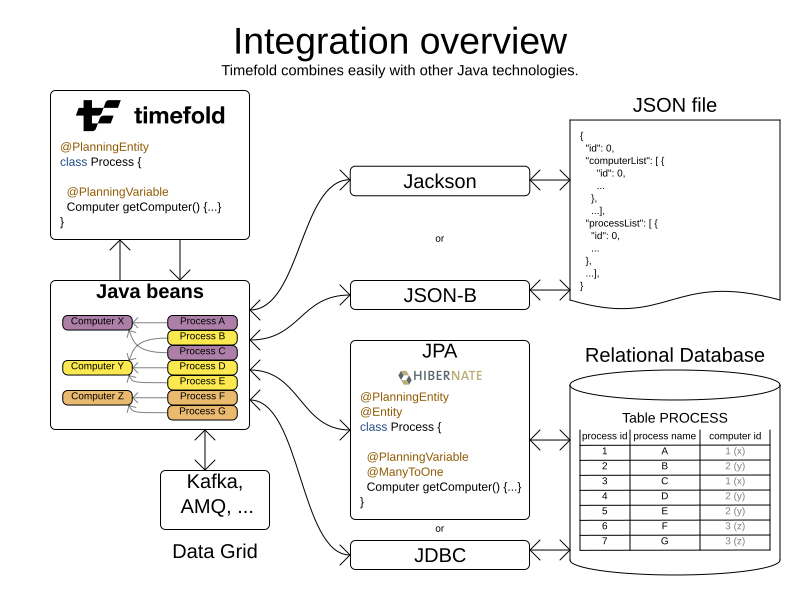 Integration overview
Timefold combines easily with other Java technologies.
timefold
@PlanningEntity
class Process {
@PlanningVariable
Computer getComputer() {...}
}
Java beans
Computer X
Computer Y
Computer Z
Process A
Process B
Process C
Process D
Process E
Process F
Process G
Kafka,
AMQ, ...
Data Grid
Jackson
or
JSON-B
JPA
HIBERNATE
@PlanningEntity
@Entity
class Process {
@PlanningVariable
@ManyToOne
Computer getComputer() {...}
}
or
JDBC
JSON file
{
"id": 0,
"computerList": [ {
"id": 0,
...
},
...],
"processList": [ {
"id": 0,
...
},
...],
}
Relational Database
Table PROCESS
process id process name computer id
1 A 1 (x)
2 B 2 (y)
3 C 1 (x)
4 D 2 (y)
5 E 2 (y)
6 F 3 (z)
7 G 3 (z)